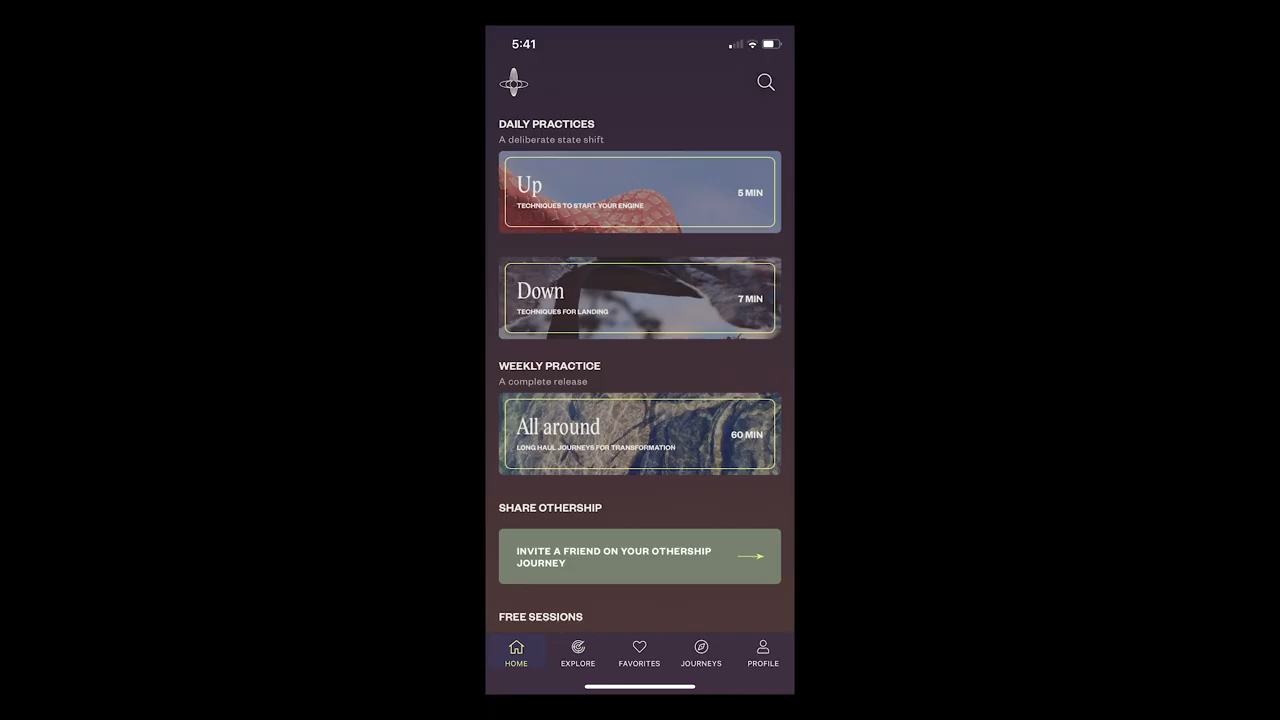 5:41
DAILY PRACTICES
A deliberate state shift
Up
TECHNIQUES TO START YOUR ENGINE
5 MIN
Down
TECHNIQUES FOR LANDING
7 MIN
WEEKLY PRACTICE
A complete release
All around
LONG HAUL JOURNEYS FOR TRANSFORMATION
60 MIN
SHARE OTHERSHIP
INVITE A FRIEND ON YOUR OTHERSHIP
JOURNEY
FREE SESSIONS
HOME
EXPLORE
FAVORITES
JOURNEYS
PROFILE